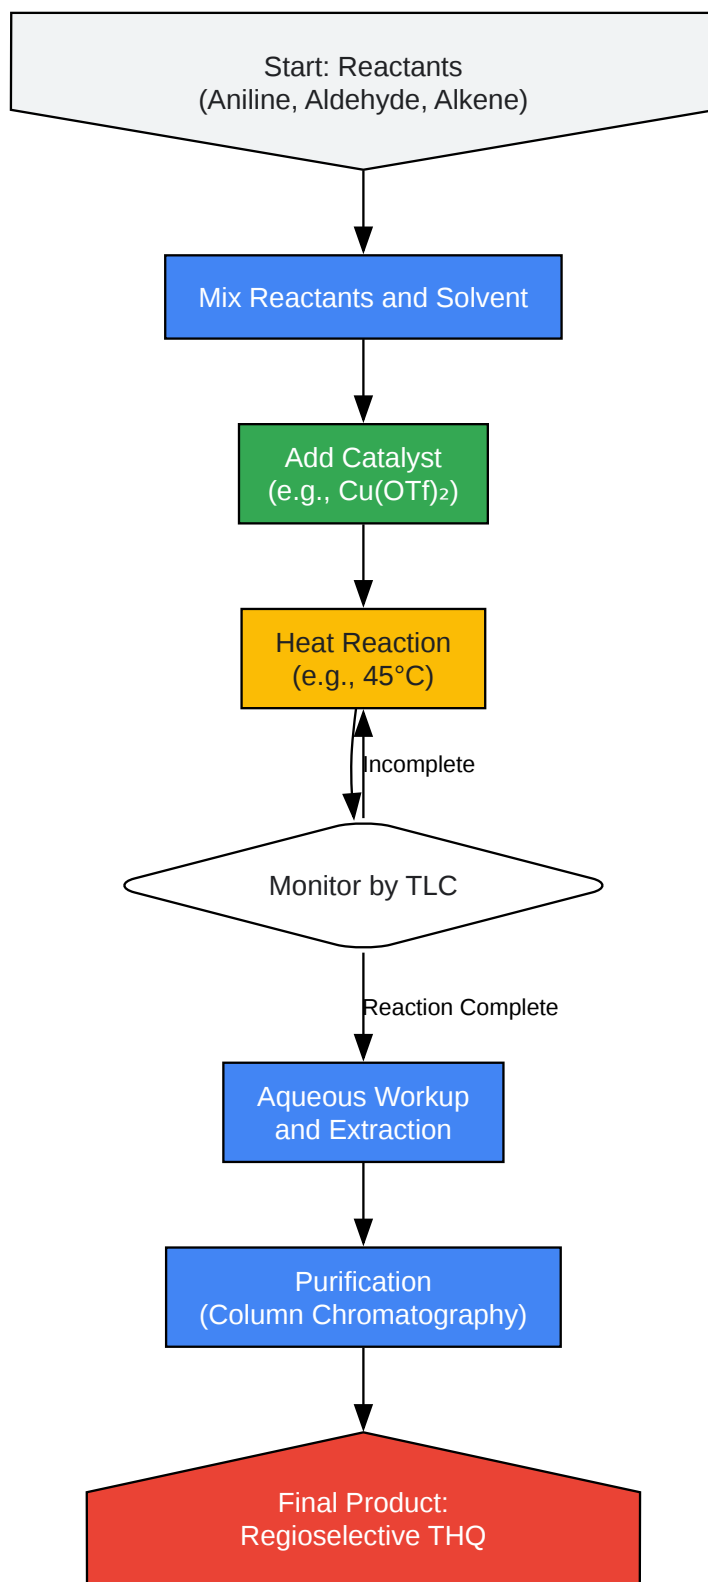 Start: Reactants
(Aniline, Aldehyde, Alkene)
Mix Reactants and Solvent
Add Catalyst
(e.g., Cu(OTf)₂)
Heat Reaction
(e.g., 45°C)
Incomplete
Monitor by TLC
Reaction Complete
Aqueous Workup
and Extraction
Purification
(Column Chromatography)
Final Product:
Regioselective THQ